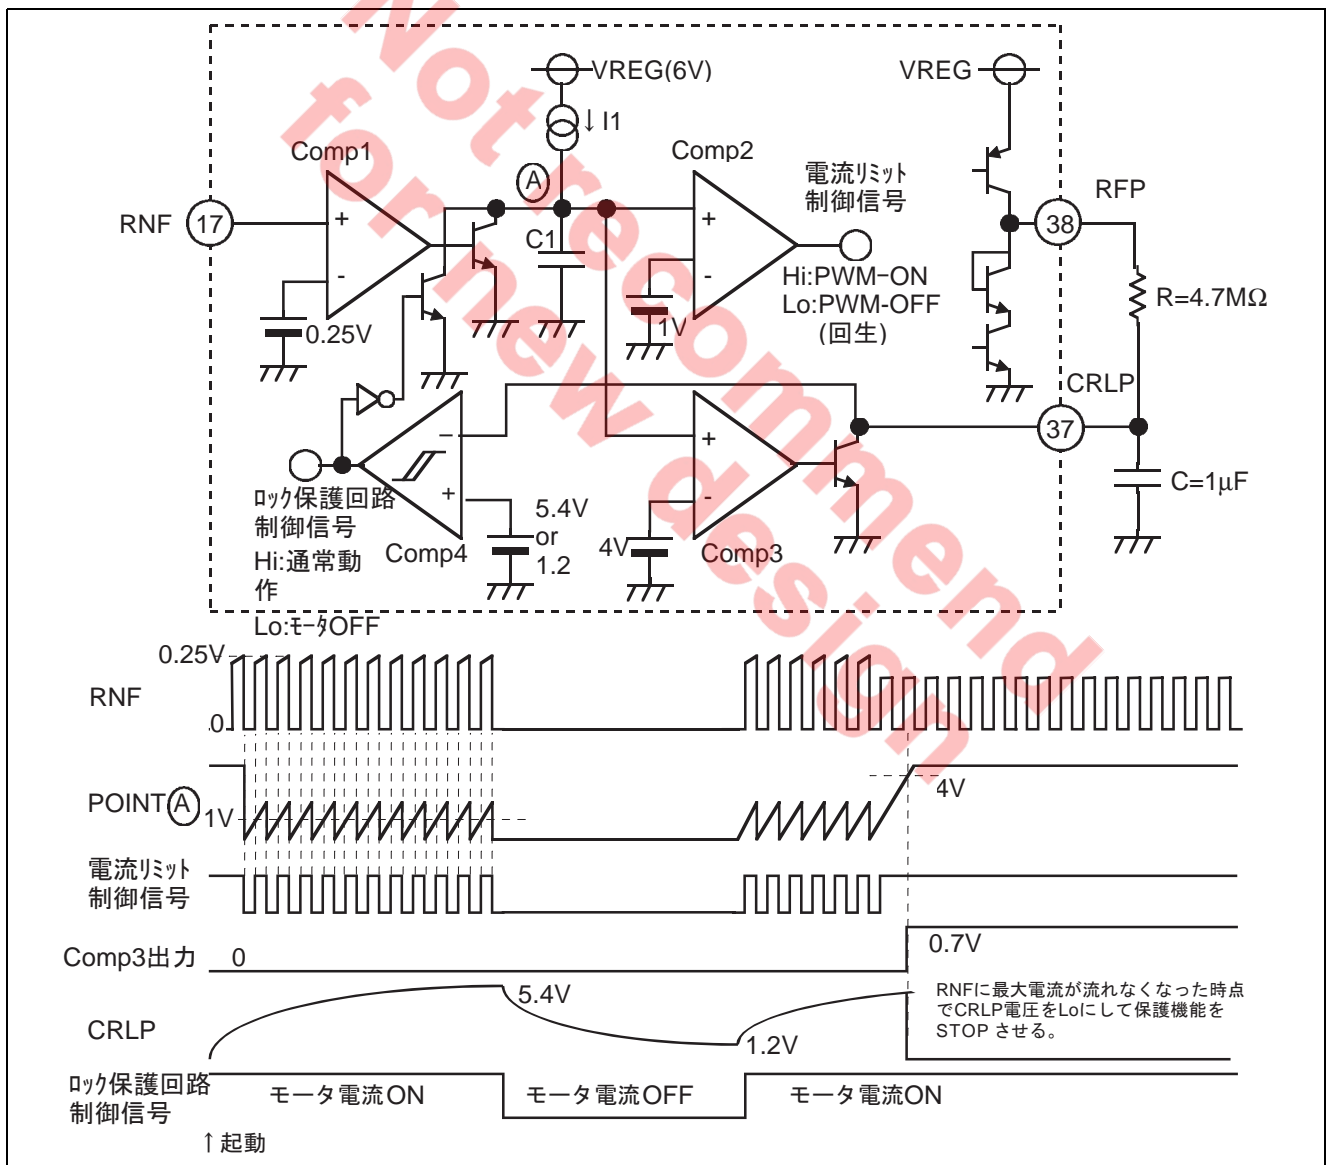 Not recommend
for new design
VREG(6V)
VREG
↓I1
Comp1
Comp2
A
電流ﾘﾐｯﾄ
制御信号
RFP
RNF
17
+
-
C1
+
-
38
Hi:PWM-ON
Lo:PWM-OFF
(回生)
R=4.7MΩ
0.25V
1V
CRLP
37
-
+
+
-
C=1μF
ﾛｯｸ保護回路
制御信号
Hi:通常動
作
Lo:ﾓｰﾀOFF
5.4V
or
1.2
Comp4
4V
Comp3
0.25V
RNF
0
POINT A
1V
4V
電流ﾘﾐｯﾄ
制御信号
Comp3出力
0
0.7V
CRLP
5.4V
1.2V
RNFに最大電流が流れなくなった時点
でCRLP電圧をLoにして保護機能を
STOP させる。
ﾛｯｸ保護回路
制御信号
モータ電流ON
モータ電流OFF
モータ電流ON
↑起動